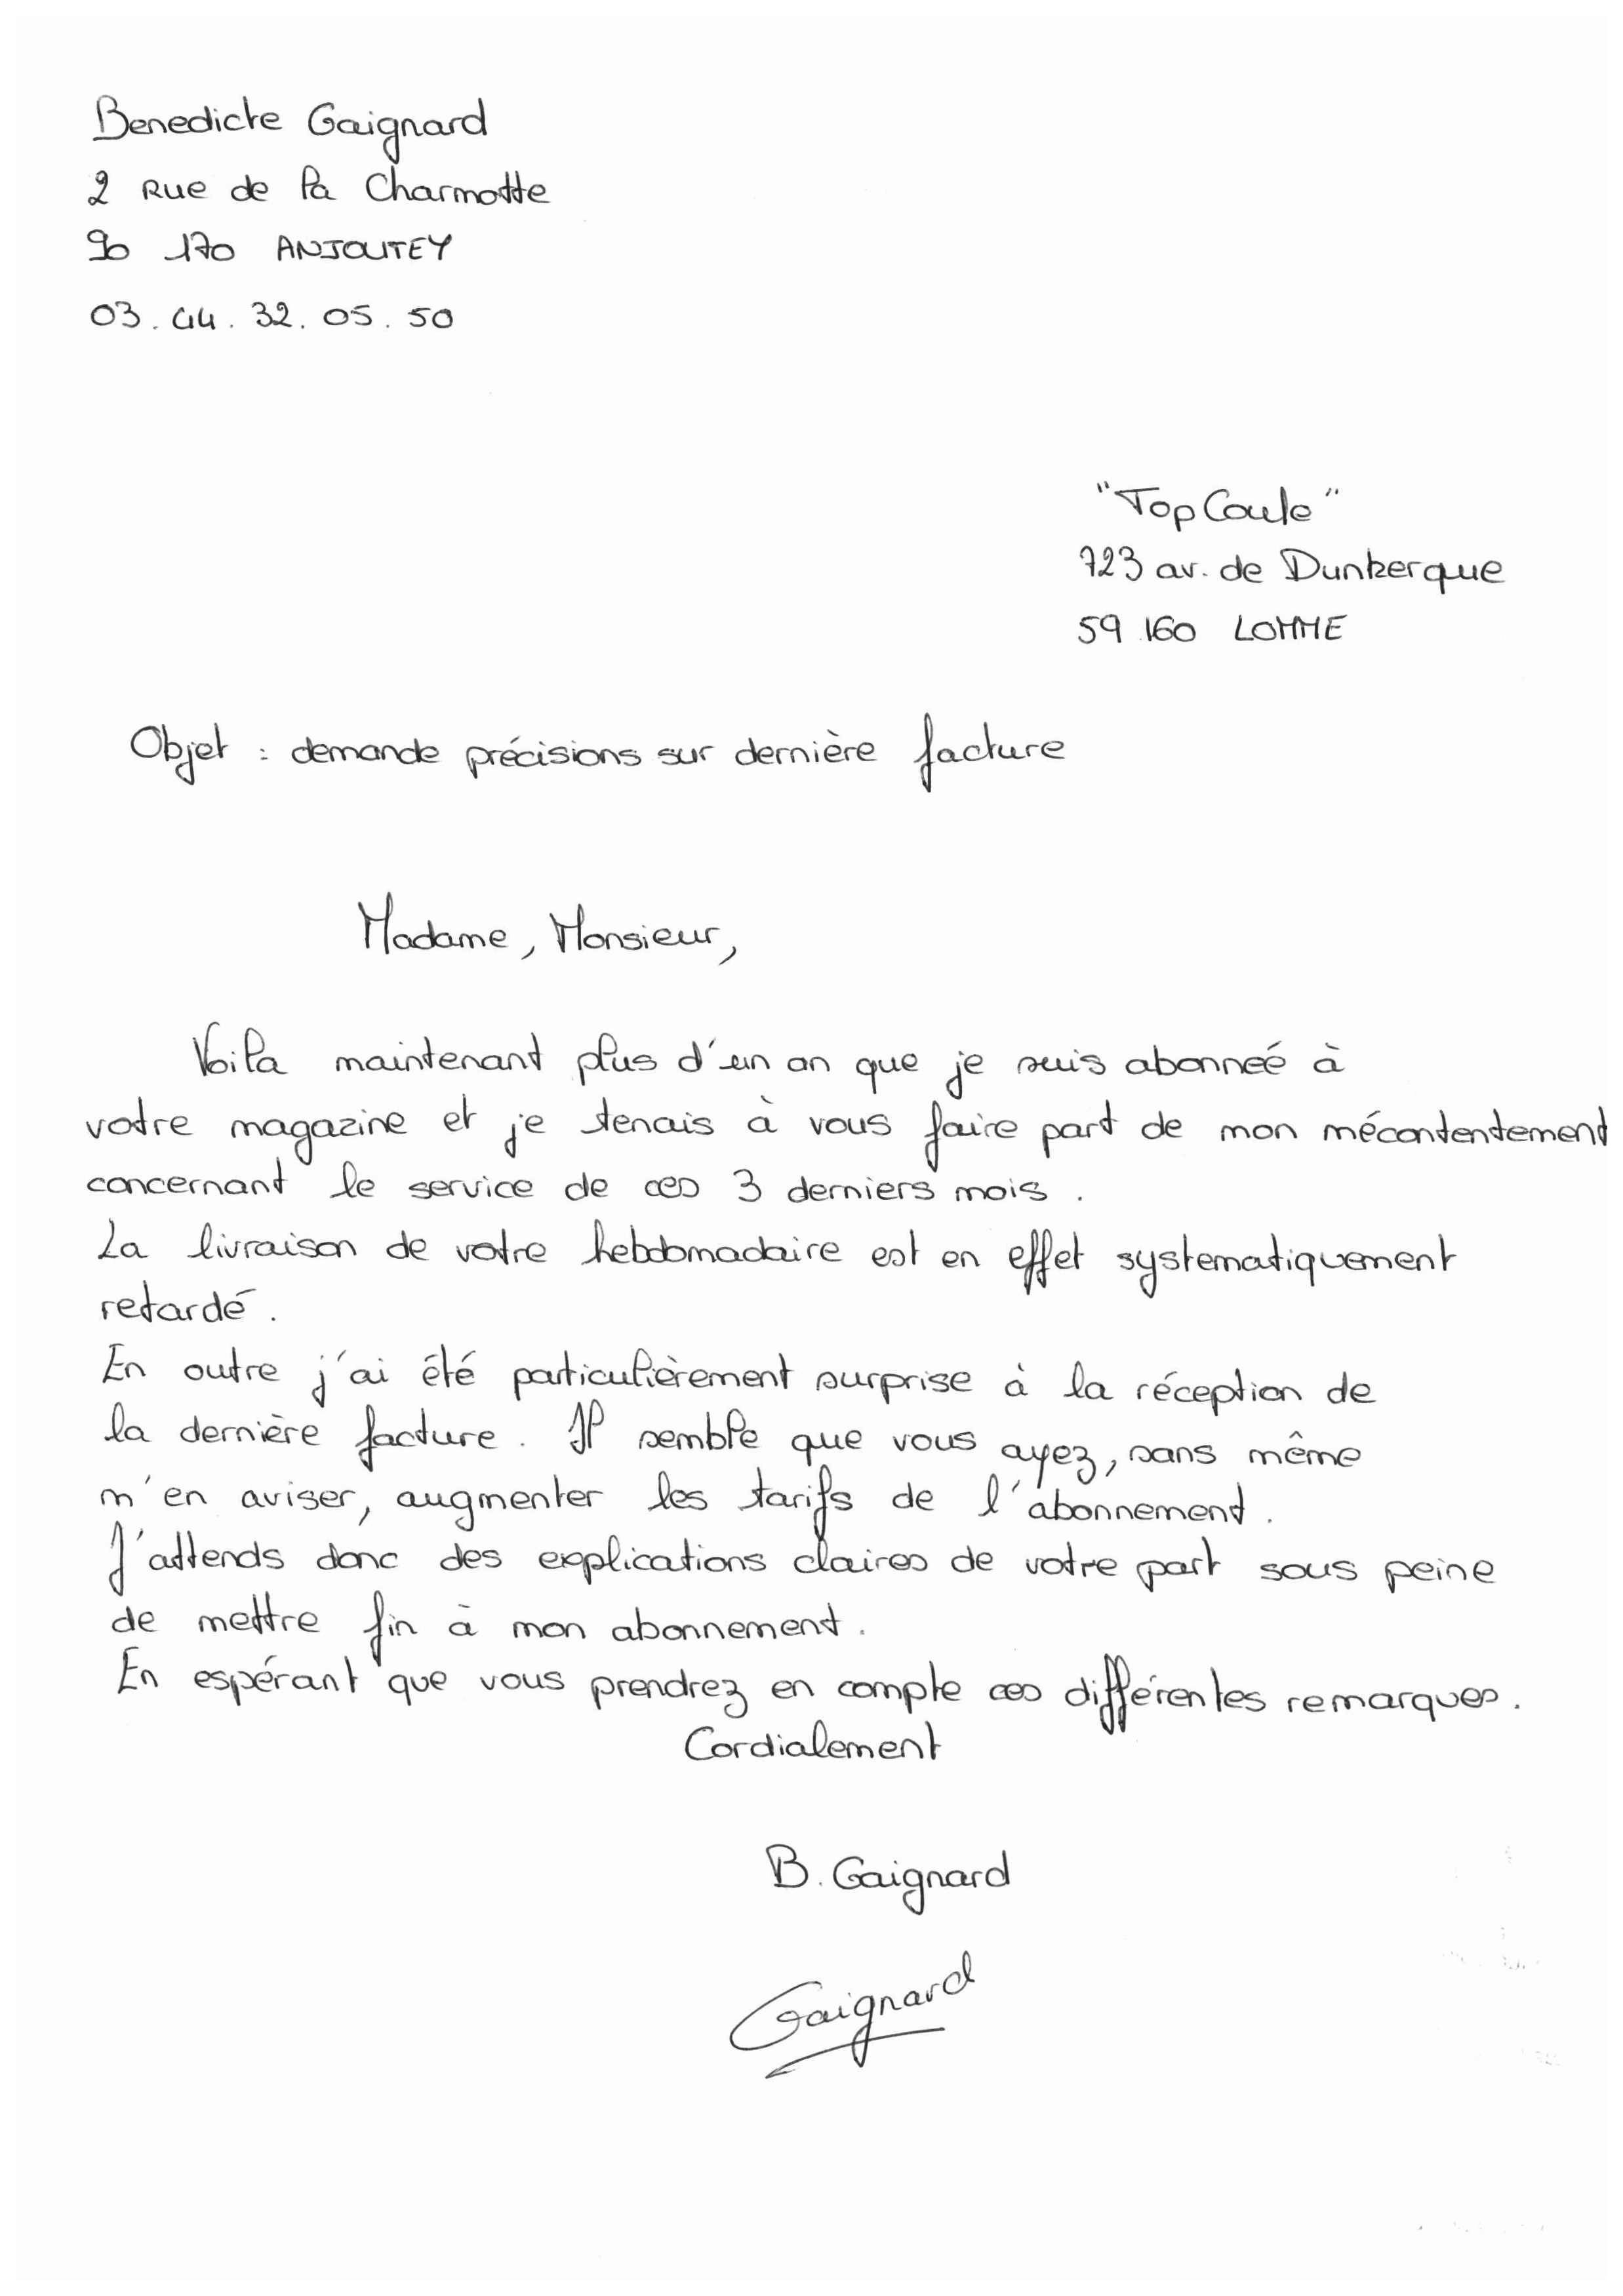 Benedicte Gaignard
2 Rue de la Charmotte
90 170 ANJOUTEY
03.44.32.05.50
"Top Coule"
723 av. de Dunkerque
59 160 LOMME
Objet : demande précisions sur dernière facture
Madame, Monsieur,
Voila maintenant plus d'un an que je suis abonneé à
votre magazine et je tenais à vous faire part de mon mécontentement
concernant le service de ces 3 derniers mois.
La livraison de votre hebdomadaire est en effet systematiquement
retardé.
En outre j'ai été particulièrement surprise à la réception de
la dernière facture. Il semble que vous ayez, sans même
m'en aviser, augmenter les tarifs de l'abonnement.
J'attends donc des explications claires de votre part sous peine
de mettre fin à mon abonnement.
En espérant que vous prendrez en compte ces différentes remarques.
Cordialement
B. Gaignard
Gaignard